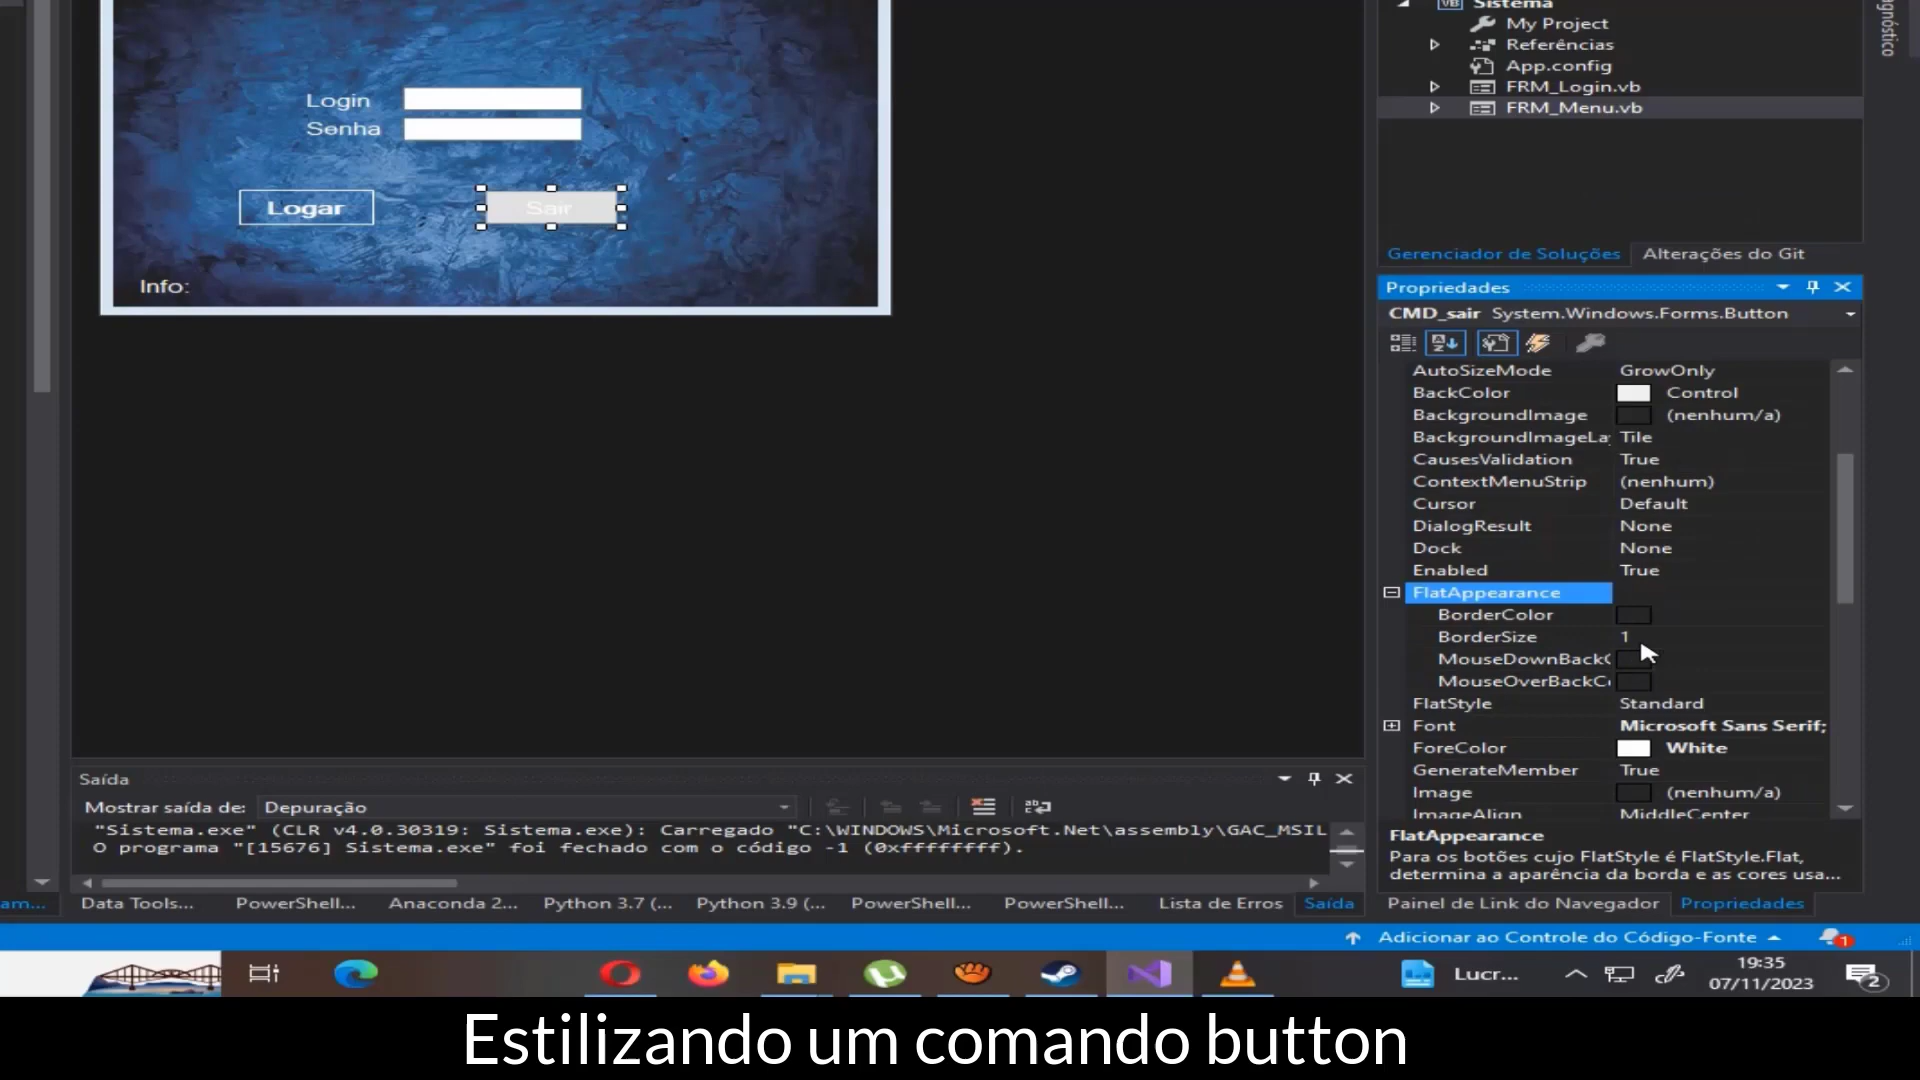 Sistema
My Project
Referências
App.config
FRM_Login.vb
FRM_Menu.vb
Gerenciador de Soluções
Alterações do Git
Login
Senha
Logar
Sair
Info:
Propriedades
CMD_sair System.Windows.Forms.Button
AutoSizeMode GrowOnly
BackColor Control
BackgroundImage (nenhum/a)
BackgroundImageLa Tile
CausesValidation True
ContextMenuStrip (nenhum)
Cursor Default
DialogResult None
Dock None
Enabled True
FlatAppearance
BorderColor
BorderSize 1
MouseDownBackC
MouseOverBackC
FlatStyle Standard
Font Microsoft Sans Serif;
ForeColor White
GenerateMember True
Image (nenhum/a)
ImageAlign MiddleCenter
FlatAppearance
Para os botões cujo FlatStyle é FlatStyle.Flat,
determina a aparência da borda e as cores usa...
Saída
Mostrar saída de: Depuração
"Sistema.exe" (CLR v4.0.30319: Sistema.exe): Carregado "C:\WINDOWS\Microsoft.Net\assembly\GAC_MSIL
O programa "[15676] Sistema.exe" foi fechado com o código -1 (0xffffffff).
am... Data Tools... PowerShell... Anaconda 2... Python 3.7 (... Python 3.9 (... PowerShell... PowerShell... Lista de Erros Saída
Painel de Link do Navegador Propriedades
Adicionar ao Controle do Código-Fonte
1
Lucr...
19:35
07/11/2023
2
Estilizando um comando button